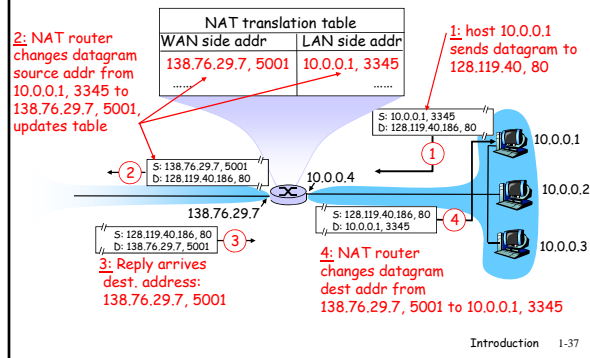 NAT translation table
WAN side addr LAN side addr
138.76.29.7, 5001 10.0.0.1, 3345
...... ......
2: NAT router
changes datagram
source addr from
10.0.0.1, 3345 to
138.76.29.7, 5001,
updates table
1: host 10.0.0.1
sends datagram to
128.119.40, 80
S: 10.0.0.1, 3345
D: 128.119.40.186, 80
1
10.0.0.1
S: 138.76.29.7, 5001
D: 128.119.40.186, 80
2
10.0.0.4
10.0.0.2
138.76.29.7
S: 128.119.40.186, 80
D: 10.0.0.1, 3345
4
S: 128.119.40.186, 80
D: 138.76.29.7, 5001
3
10.0.0.3
3: Reply arrives
dest. address:
138.76.29.7, 5001
4: NAT router
changes datagram
dest addr from
138.76.29.7, 5001 to 10.0.0.1, 3345
Introduction 1-37